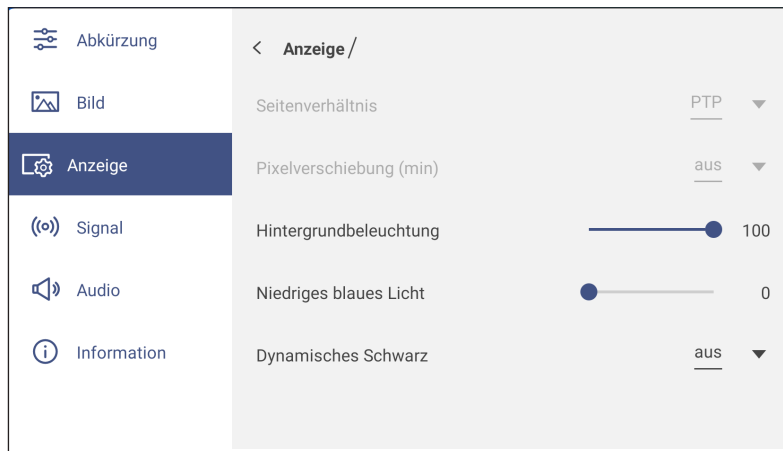 Abkürzung
Bild
Anzeige
Signal
Audio
Information
< Anzeige /
Seitenverhältnis PTP
Pixelverschiebung (min) aus
Hintergrundbeleuchtung 100
Niedriges blaues Licht 0
Dynamisches Schwarz aus